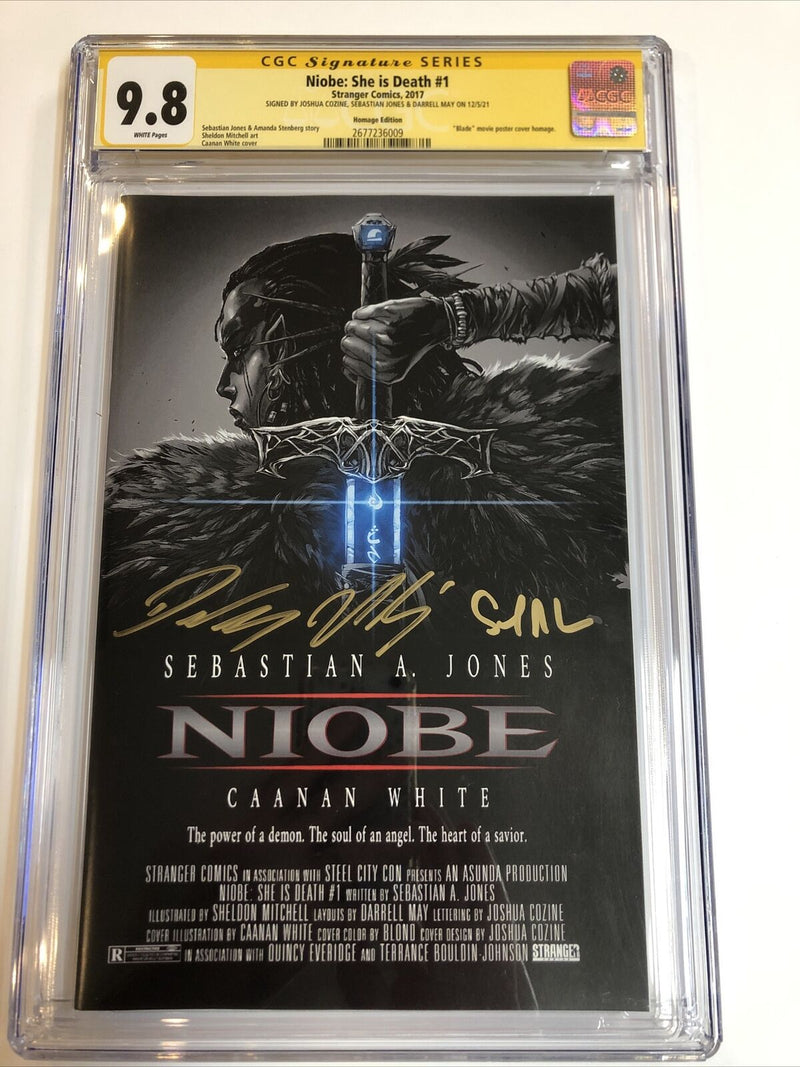 CGC Signature SERIES
9.8
WHITE Pages
Niobe: She is Death #1
Stranger Comics, 2017
SIGNED BY JOSHUA COZINE, SEBASTIAN JONES & DARRELL MAY ON 12/5/21
Homage Edition
Sebastian Jones & Amanda Stenberg story
Sheldon Mitchell art
Caanan White cover
2677236009
"Blade" movie poster cover homage.
CGC
SEBASTIAN A. JONES
NIOBE
CAANAN WHITE
The power of a demon. The soul of an angel. The heart of a savior.
STRANGER COMICS IN ASSOCIATION WITH STEEL CITY CON PRESENTS AN ASUNDA PRODUCTION
NIOBE: SHE IS DEATH #1 WRITTEN BY SEBASTIAN A. JONES
ILLUSTRATED BY SHELDON MITCHELL LAYOUTS BY DARRELL MAY LETTERING BY JOSHUA COZINE
COVER ILLUSTRATION BY CAANAN WHITE COVER COLOR BY BLOND COVER DESIGN BY JOSHUA COZINE
R IN ASSOCIATION WITH QUINCY EVERIDGE AND TERRANCE BOULDIN-JOHNSON STRANGER